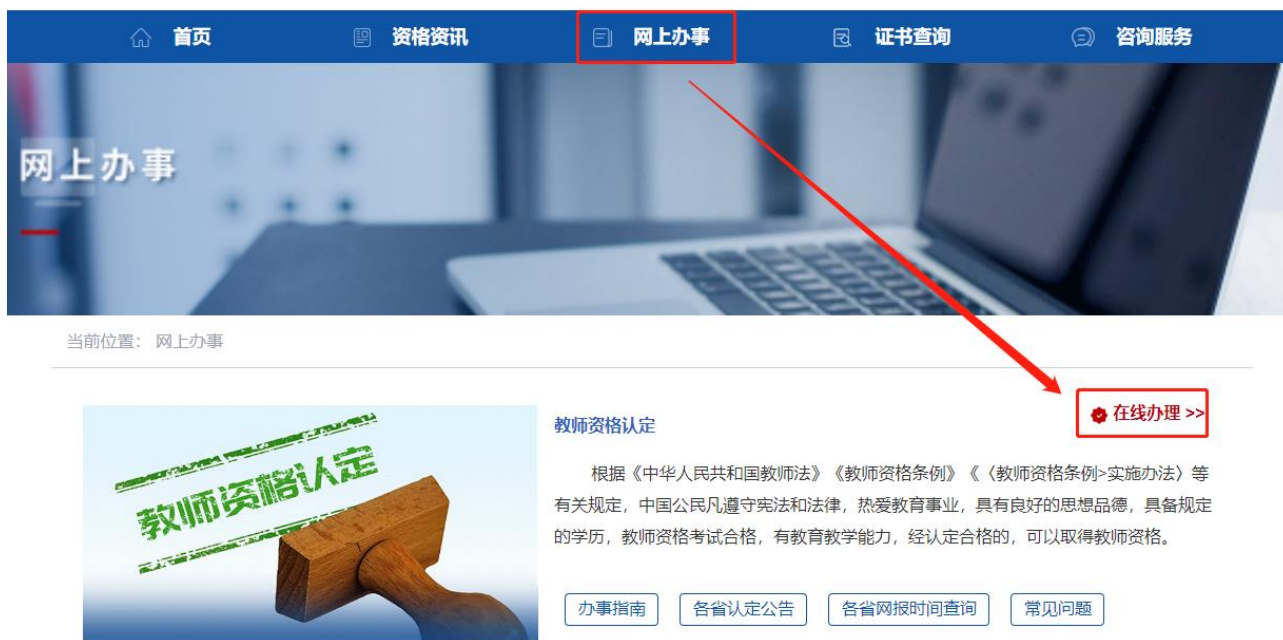 首页 资格资讯 网上办事 证书查询 咨询服务
网上办事
当前位置： 网上办事
教师资格认定
教师资格认定
在线办理 >>
根据《中华人民共和国教师法》《教师资格条例》《〈教师资格条例>实施办法〉等
有关规定，中国公民凡遵守宪法和法律，热爱教育事业，具有良好的思想品德，具备规定
的学历，教师资格考试合格，有教育教学能力，经认定合格的，可以取得教师资格。
办事指南 各省认定公告 各省网报时间查询 常见问题